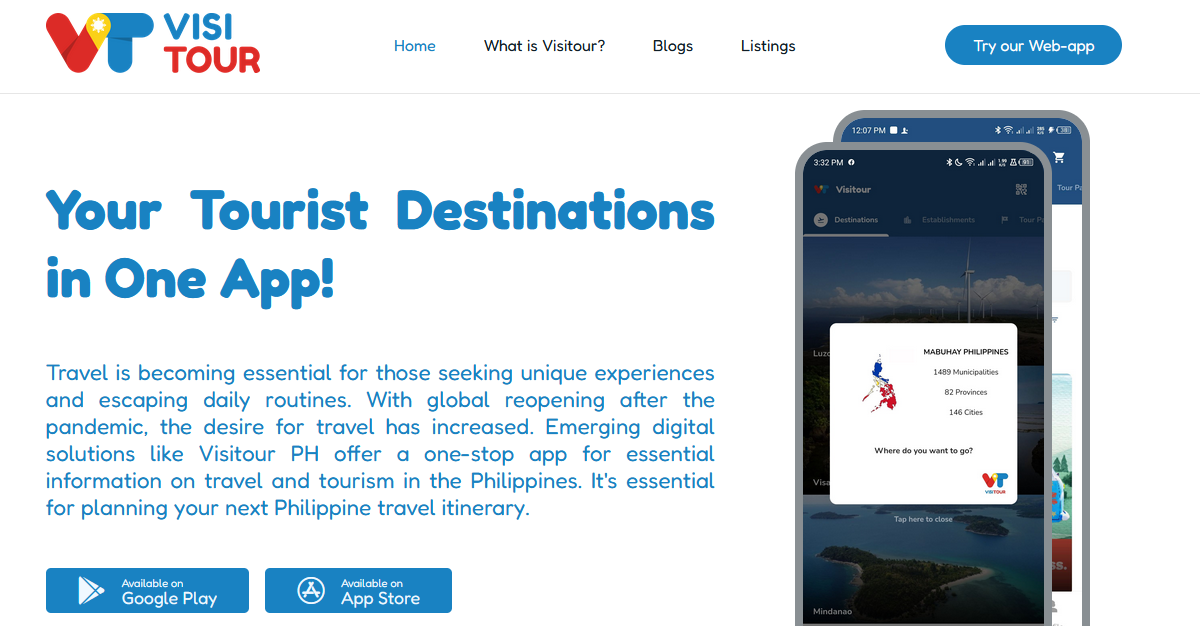 VISI
TOUR
Home
What is Visitour?
Blogs
Listings
Try our Web-app
Your Tourist Destinations
in One App!
Travel is becoming essential for those seeking unique experiences
and escaping daily routines. With global reopening after the
pandemic, the desire for travel has increased. Emerging digital
solutions like Visitour PH offer a one-stop app for essential
information on travel and tourism in the Philippines. It's essential
for planning your next Philippine travel itinerary.
Available on
Google Play
Available on
App Store
12:07 PM
Tour Pa
3:32 PM
Visitour
Destinations
Establishments
Tour Pa
Luzo
MABUHAY PHILIPPINES
1489 Municipalities
82 Provinces
146 Cities
Where do you want to go?
VISITOUR
Visa
Tap here to close
Mindanao
ss.